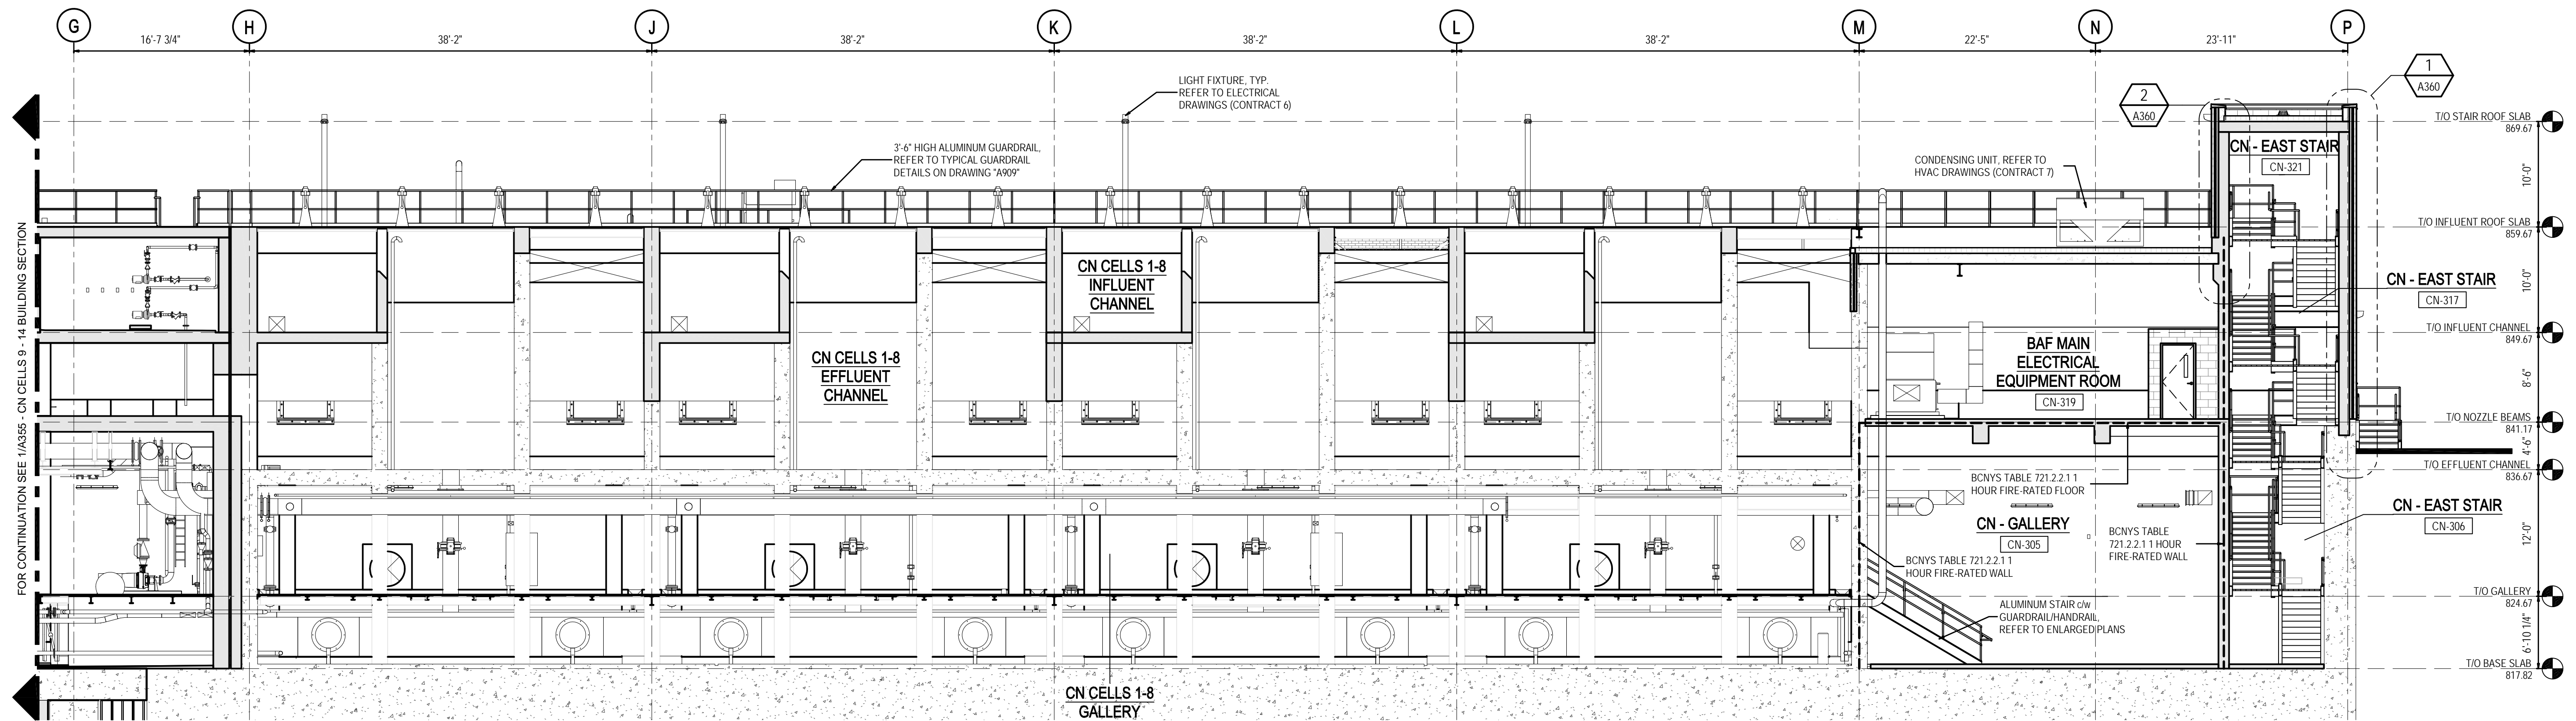 G
H
J
K
L
M
N
P
16'-7 3/4"
38'-2"
38'-2"
38'-2"
38'-2"
22'-5"
23'-11"
LIGHT FIXTURE, TYP.
REFER TO ELECTRICAL
DRAWINGS (CONTRACT 6)
3'-6" HIGH ALUMINUM GUARDRAIL,
REFER TO TYPICAL GUARDRAIL
DETAILS ON DRAWING "A909"
CONDENSING UNIT, REFER TO
HVAC DRAWINGS (CONTRACT 7)
2
A360
1
A360
CN - EAST STAIR
CN-321
T/O STAIR ROOF SLAB
869.67
10'-0"
T/O INFLUENT ROOF SLAB
859.67
10'-0"
CN - EAST STAIR
CN-317
T/O INFLUENT CHANNEL
849.67
8'-6"
T/O NOZZLE BEAMS
841.17
4'-6"
T/O EFFLUENT CHANNEL
836.67
CN - EAST STAIR
CN-306
12'-0"
T/O GALLERY
824.67
6'-10 1/4"
T/O BASE SLAB
817.82
FOR CONTINUATION SEE 1/A355 - CN CELLS 9 - 14 BUILDING SECTION
CN CELLS 1-8
INFLUENT
CHANNEL
CN CELLS 1-8
EFFLUENT
CHANNEL
BAF MAIN
ELECTRICAL
EQUIPMENT ROOM
CN-319
BCNYS TABLE 721.2.2.1 1
HOUR FIRE-RATED FLOOR
CN - GALLERY
CN-305
BCNYS TABLE
721.2.2.1 1 HOUR
FIRE-RATED WALL
BCNYS TABLE 721.2.2.1 1
HOUR FIRE-RATED WALL
ALUMINUM STAIR c/w
GUARDRAIL/HANDRAIL,
REFER TO ENLARGED PLANS
CN CELLS 1-8
GALLERY